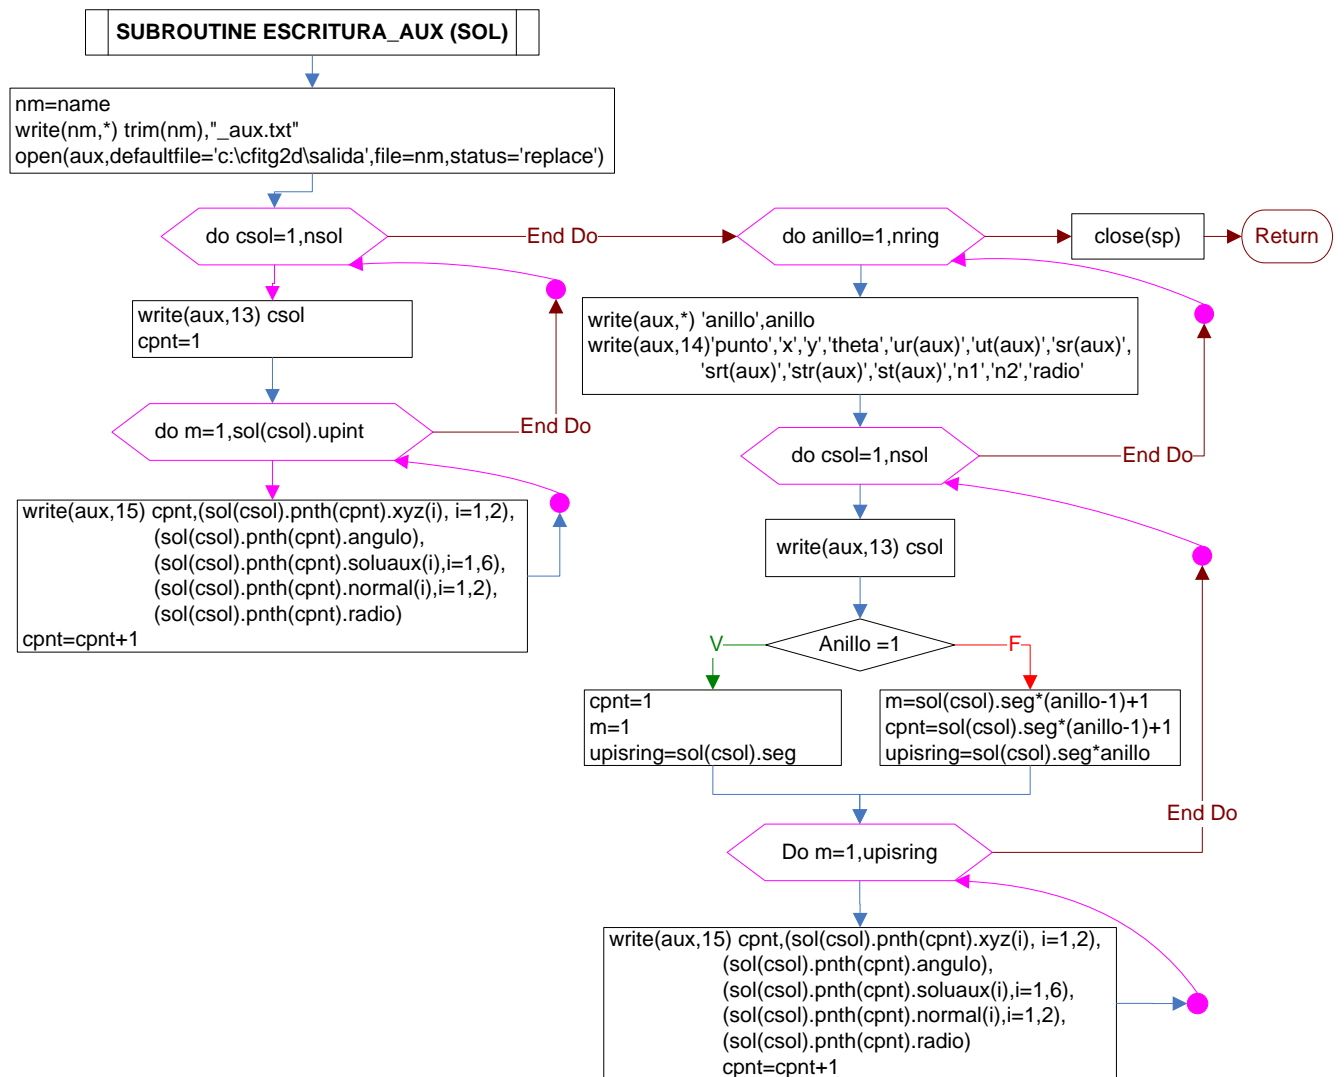 SUBROUTINE ESCRITURA_AUX (SOL)
nm=name
write(nm,*) trim(nm),"_aux.txt"
open(aux,defaultfile='c:\cfitg2d\salida',file=nm,status='replace')
do csol=1,nsol
End Do
write(aux,13) csol
cpnt=1
do m=1,sol(csol).upint
End Do
write(aux,15) cpnt,(sol(csol).pnth(cpnt).xyz(i), i=1,2),
(sol(csol).pnth(cpnt).angulo),
(sol(csol).pnth(cpnt).soluaux(i),i=1,6),
(sol(csol).pnth(cpnt).normal(i),i=1,2),
(sol(csol).pnth(cpnt).radio)
cpnt=cpnt+1
do anillo=1,nring
close(sp)
Return
write(aux,*) 'anillo',anillo
write(aux,14)'punto','x','y','theta','ur(aux)','ut(aux)','sr(aux)',
'srt(aux)','str(aux)','st(aux)','n1','n2','radio'
do csol=1,nsol
End Do
write(aux,13) csol
Anillo =1
V
F
cpnt=1
m=1
upisring=sol(csol).seg
m=sol(csol).seg*(anillo-1)+1
cpnt=sol(csol).seg*(anillo-1)+1
upisring=sol(csol).seg*anillo
Do m=1,upisring
End Do
write(aux,15) cpnt,(sol(csol).pnth(cpnt).xyz(i), i=1,2),
(sol(csol).pnth(cpnt).angulo),
(sol(csol).pnth(cpnt).soluaux(i),i=1,6),
(sol(csol).pnth(cpnt).normal(i),i=1,2),
(sol(csol).pnth(cpnt).radio)
cpnt=cpnt+1